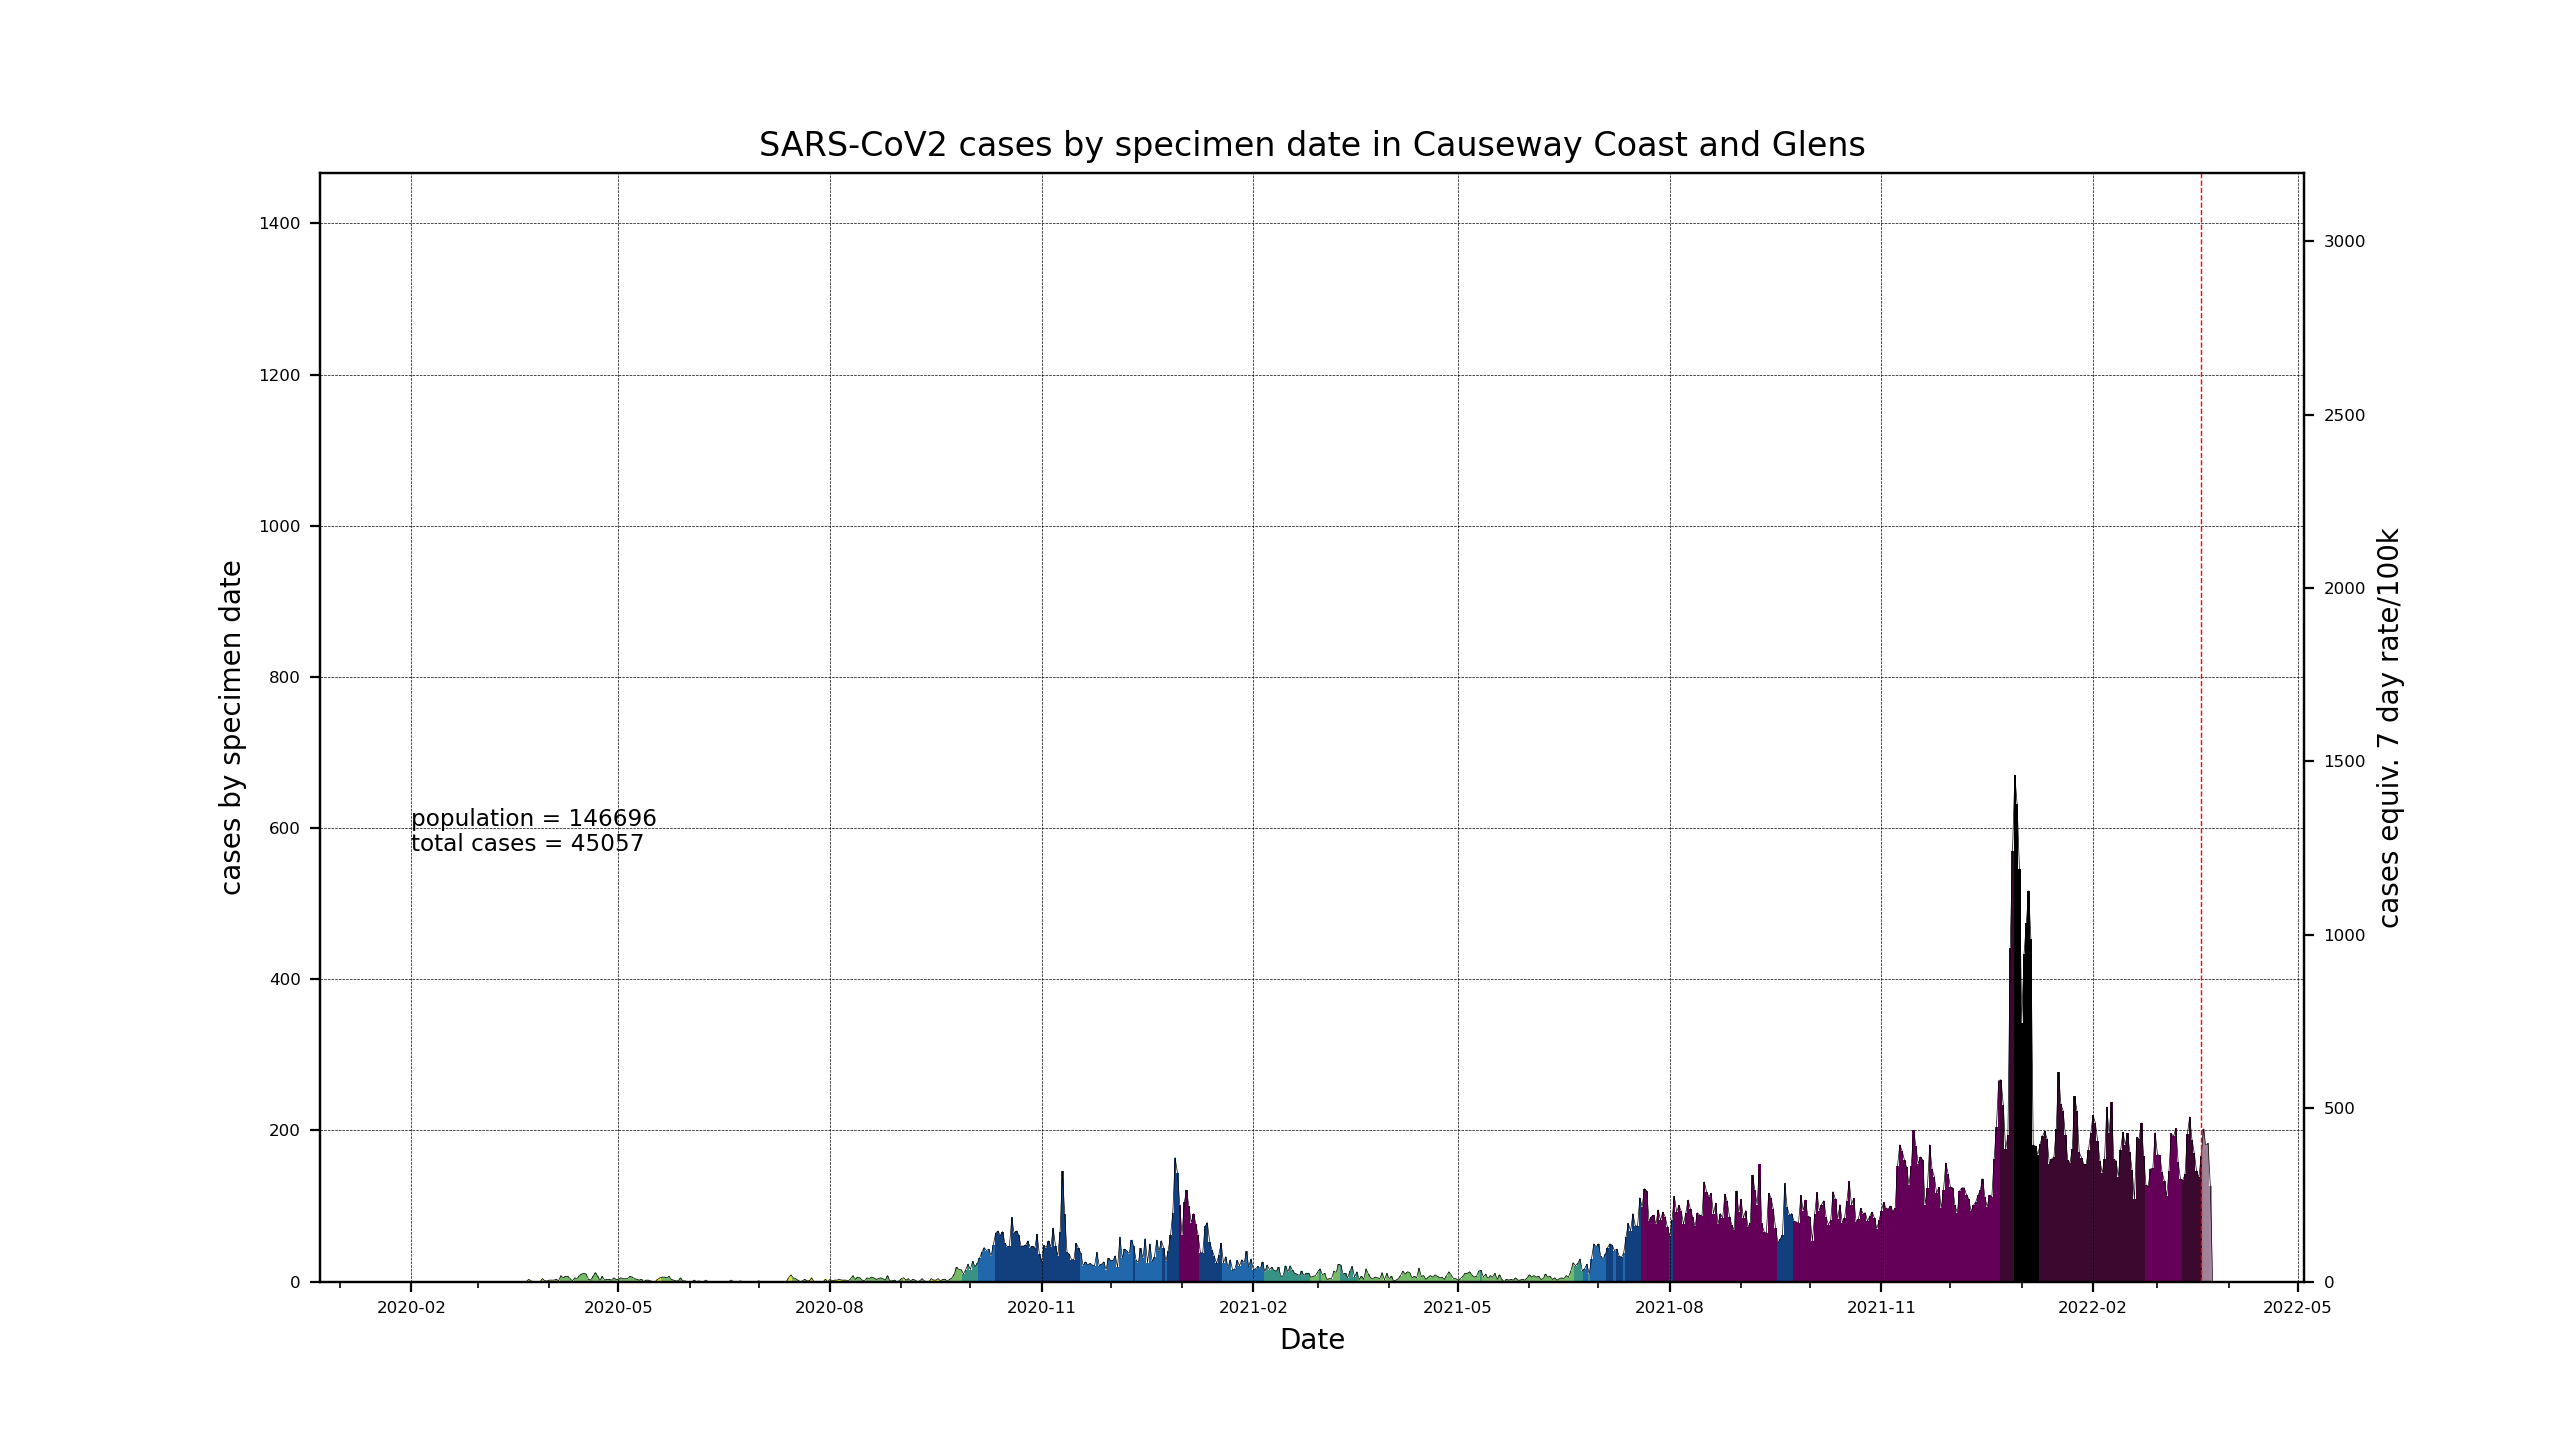 SARS-CoV2 cases by specimen date in Causeway Coast and Glens
cases by specimen date
1400
1200
1000
800
600
400
200
0
population = 146696
total cases = 45057
3000
2500
2000
1500
1000
500
0
cases equiv. 7 day rate/100k
2020-02 2020-05 2020-08 2020-11 2021-02 2021-05 2021-08 2021-11 2022-02 2022-05
Date